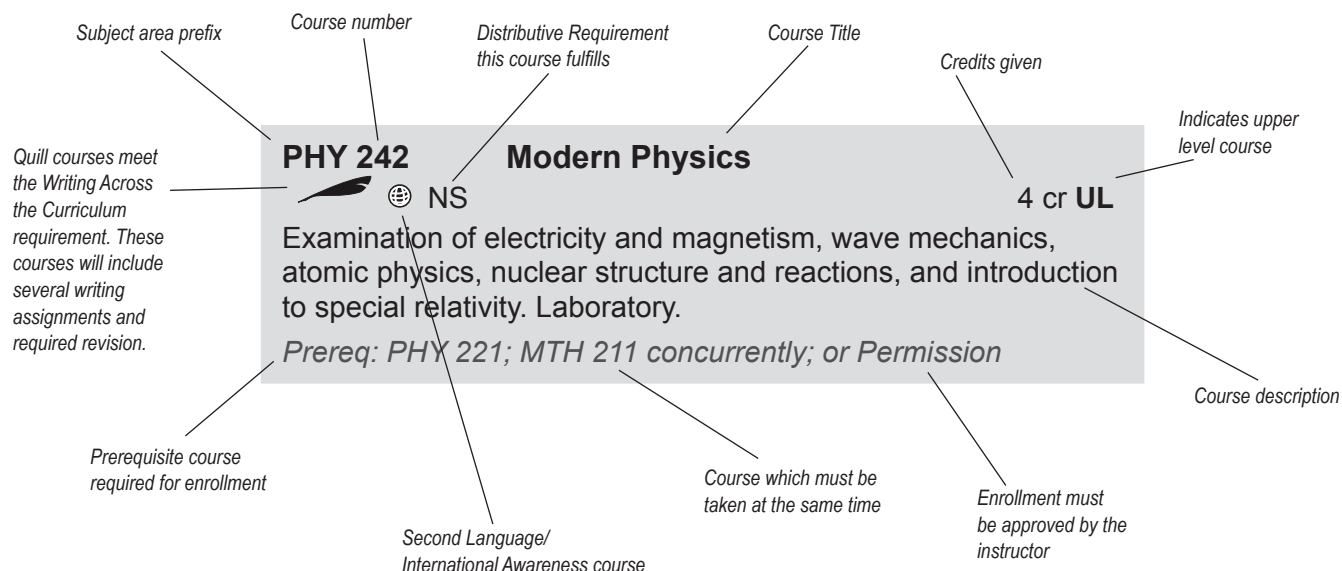 Subject area prefix
Course number
Distributive Requirement
this course fulfills
Course Title
Credits given
Indicates upper
level course
Quill courses meet
the Writing Across
the Curriculum
requirement. These
courses will include
several writing
assignments and
required revision.
PHY 242 Modern Physics
NS 4 cr UL
Examination of electricity and magnetism, wave mechanics,
atomic physics, nuclear structure and reactions, and introduction
to special relativity. Laboratory.
Prereq: PHY 221; MTH 211 concurrently; or Permission
Course description
Prerequisite course
required for enrollment
Course which must be
taken at the same time
Enrollment must
be approved by the
instructor
Second Language/
International Awareness course